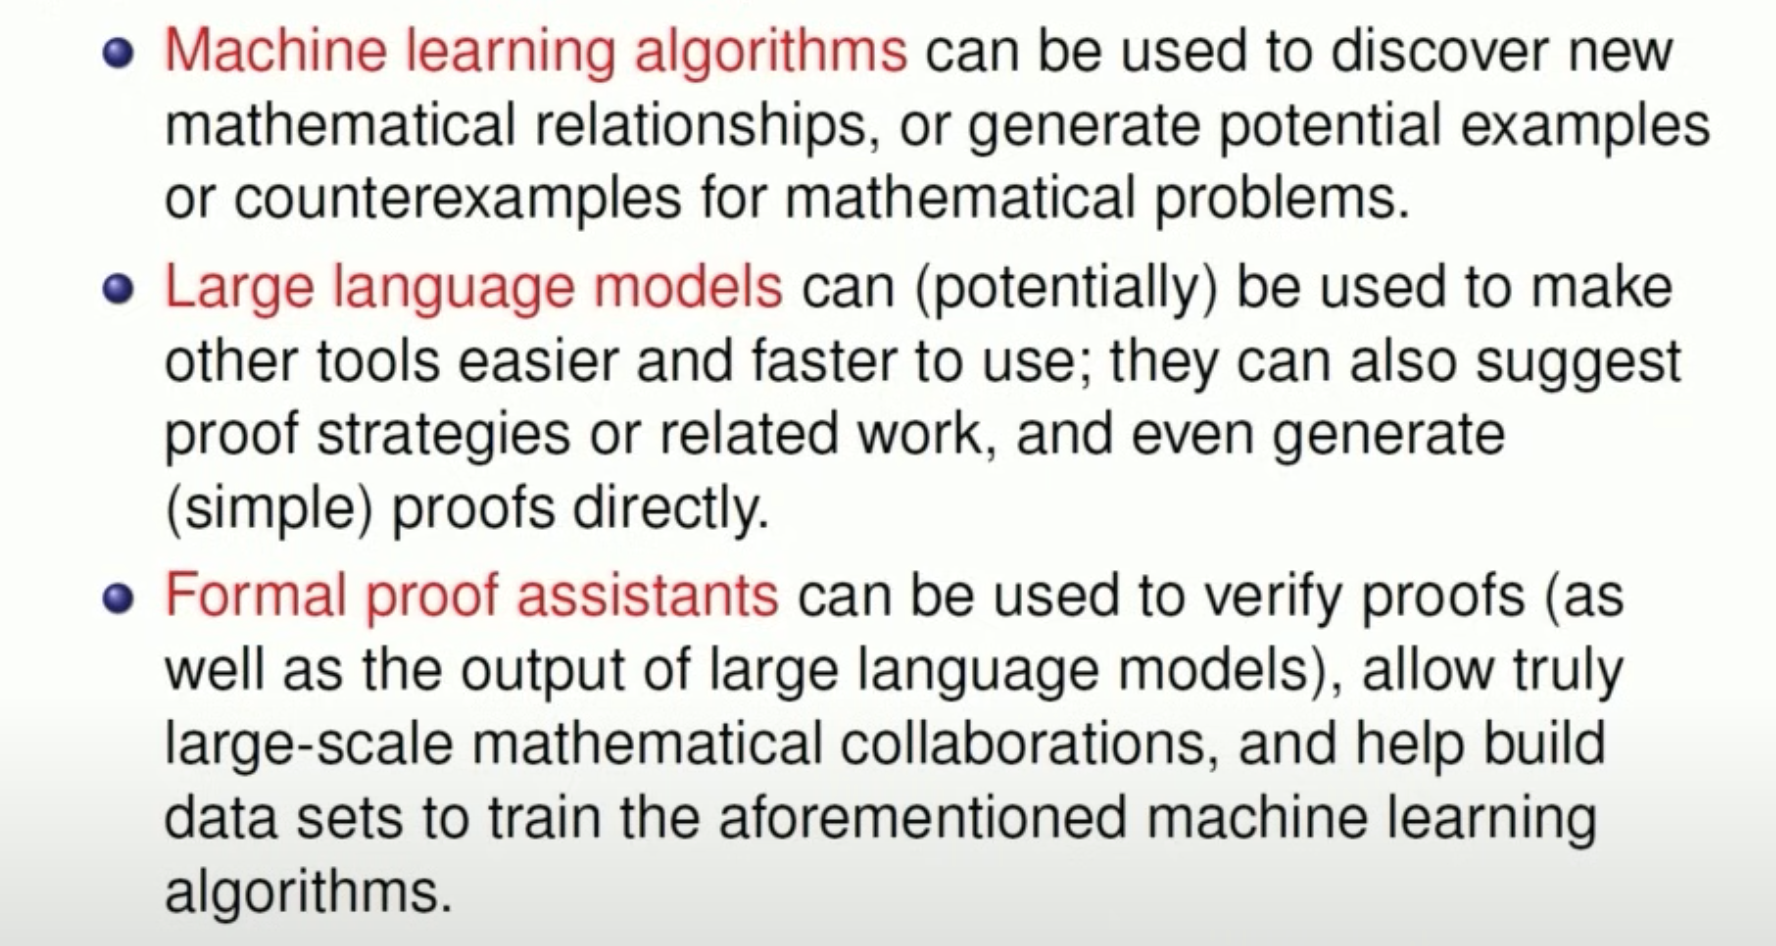 Machine learning algorithms can be used to discover new
mathematical relationships, or generate potential examples
or counterexamples for mathematical problems.
Large language models can (potentially) be used to make
other tools easier and faster to use; they can also suggest
proof strategies or related work, and even generate
(simple) proofs directly.
Formal proof assistants can be used to verify proofs (as
well as the output of large language models), allow truly
large-scale mathematical collaborations, and help build
data sets to train the aforementioned machine learning
algorithms.